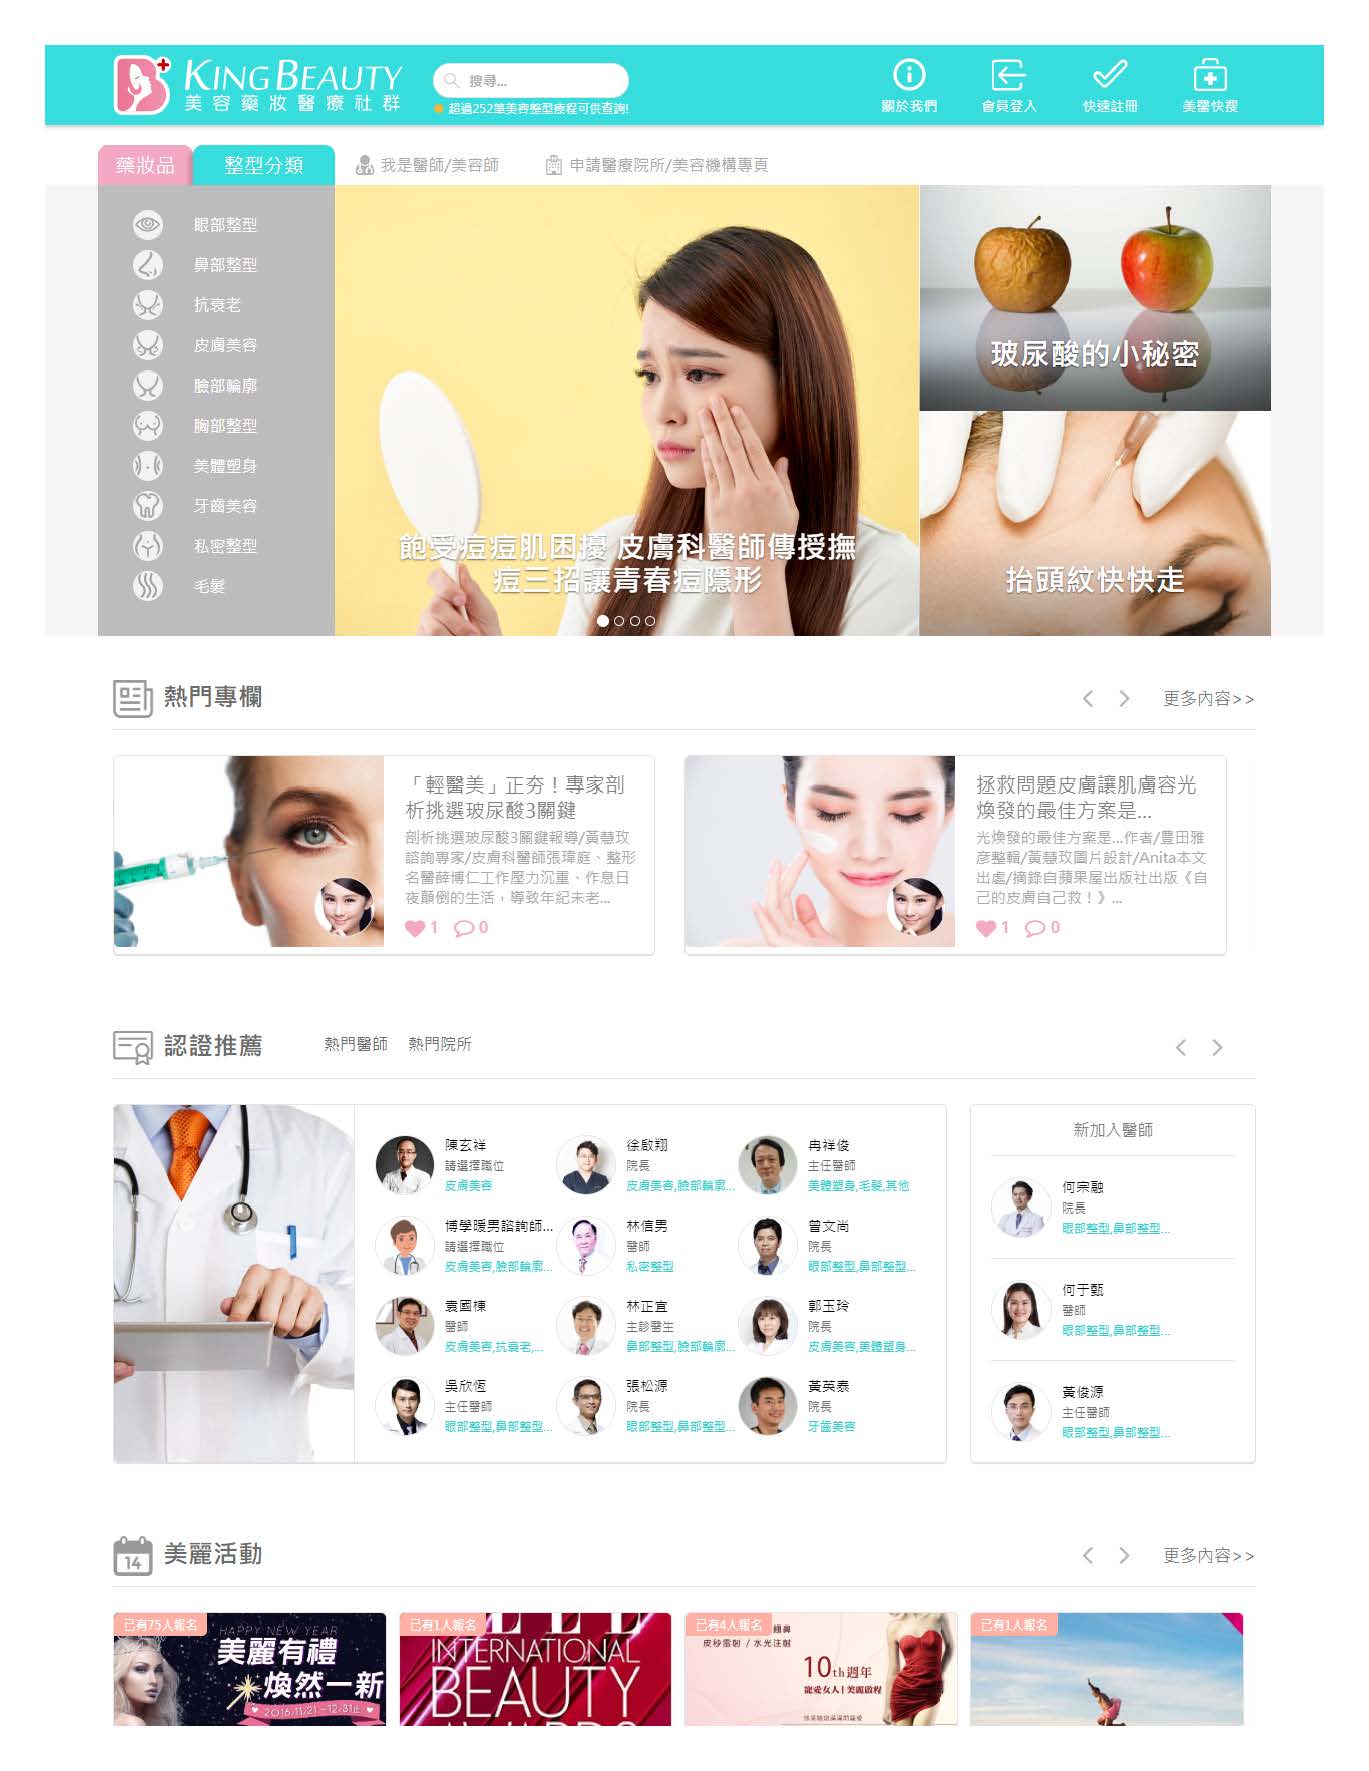 KING BEAUTY
美容藥妝醫療社群
搜尋...
超過252筆美容整型療程可供查詢!
關於我們
會員登入
快速註冊
美醫快搜
藥妝品
整型分類
我是醫師/美容師
申請醫療院所/美容機構專頁
眼部整型
鼻部整型
抗衰老
皮膚美容
臉部輪廓
胸部整型
美體塑身
牙齒美容
私密整型
毛髮
飽受痘痘肌困擾 皮膚科醫師傳授撫
痘三招讓青春痘隱形
玻尿酸的小秘密
抬頭紋快快走
熱門專欄
更多內容>>
「輕醫美」正夯！專家剖
析挑選玻尿酸3關鍵
剖析挑選玻尿酸3關鍵報導/黃慧玫
諮詢專家/皮膚科醫師張瑋庭、整形
名醫薛博仁工作壓力沉重、作息日
夜顛倒的生活，導致年紀未老...
1
0
拯救問題皮膚讓肌膚容光
煥發的最佳方案是...
光煥發的最佳方案是...作者/豐田雅
彥整輯/黃慧玫圖片設計/Anita本文
出處/摘錄自蘋果屋出版社出版《自
己的皮膚自己救！》...
1
0
認證推薦
熱門醫師
熱門院所
陳玄祥
請選擇職位
皮膚美容
徐啟翔
院長
皮膚美容,臉部輪廓...
冉祥俊
主任醫師
美體塑身,毛髮,其他
博學暖男諮詢師...
請選擇職位
皮膚美容,臉部輪廓...
林信男
醫師
私密整型
曾文尚
院長
眼部整型,鼻部整型...
袁國棟
醫師
皮膚美容,抗衰老,...
林正宜
主診醫生
鼻部整型,臉部輪廓...
郭玉玲
院長
皮膚美容,美體塑身...
吳欣恆
主任醫師
眼部整型,鼻部整型...
張松源
院長
眼部整型,鼻部整型...
黃英泰
院長
牙齒美容
新加入醫師
何宗融
院長
眼部整型,鼻部整型...
何于甄
醫師
眼部整型,鼻部整型...
黃俊源
主任醫師
眼部整型,鼻部整型...
14
美麗活動
更多內容>>
已有75人報名
HAPPY NEW YEAR
美麗有禮
煥然一新
2016/11/21-12/31止
已有1人報名
INTERNATIONAL
BEAUTY
AWARDS
已有4人報名
皮秒雷射 / 水光注射
10th週年
寵愛女人 | 美麗啟程
已有1人報名